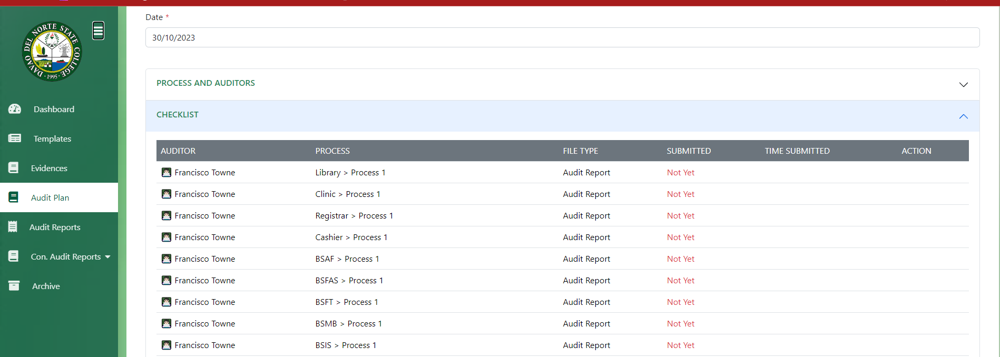 DAVAO DEL NORTE STATE COLLEGE
· 1995 ·
Dashboard
Templates
Evidences
Audit Plan
Audit Reports
Con. Audit Reports
Archive
Date *
30/10/2023
PROCESS AND AUDITORS
CHECKLIST
AUDITOR PROCESS FILE TYPE SUBMITTED TIME SUBMITTED ACTION
Francisco Towne Library > Process 1 Audit Report Not Yet
Francisco Towne Clinic > Process 1 Audit Report Not Yet
Francisco Towne Registrar > Process 1 Audit Report Not Yet
Francisco Towne Cashier > Process 1 Audit Report Not Yet
Francisco Towne BSAF > Process 1 Audit Report Not Yet
Francisco Towne BSFAS > Process 1 Audit Report Not Yet
Francisco Towne BSFT > Process 1 Audit Report Not Yet
Francisco Towne BSMB > Process 1 Audit Report Not Yet
Francisco Towne BSIS > Process 1 Audit Report Not Yet